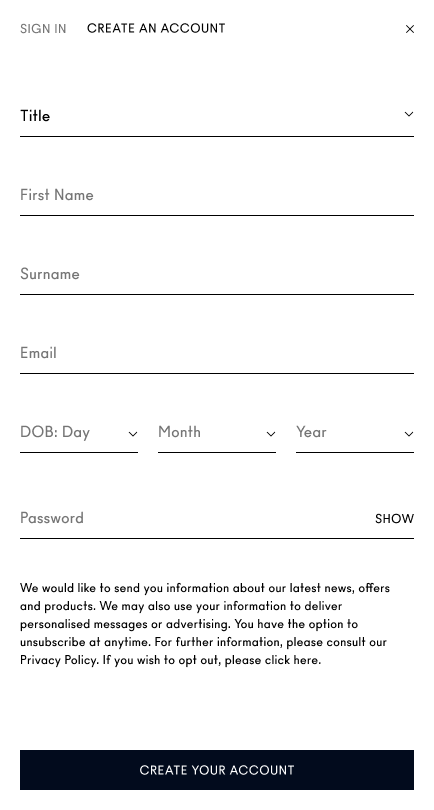 SIGN IN CREATE AN ACCOUNT
Title
First Name
Surname
Email
DOB: Day Month Year
Password SHOW
We would like to send you information about our latest news, offers
and products. We may also use your information to deliver
personalised messages or advertising. You have the option to
unsubscribe at anytime. For further information, please consult our
Privacy Policy. If you wish to opt out, please click here.
CREATE YOUR ACCOUNT